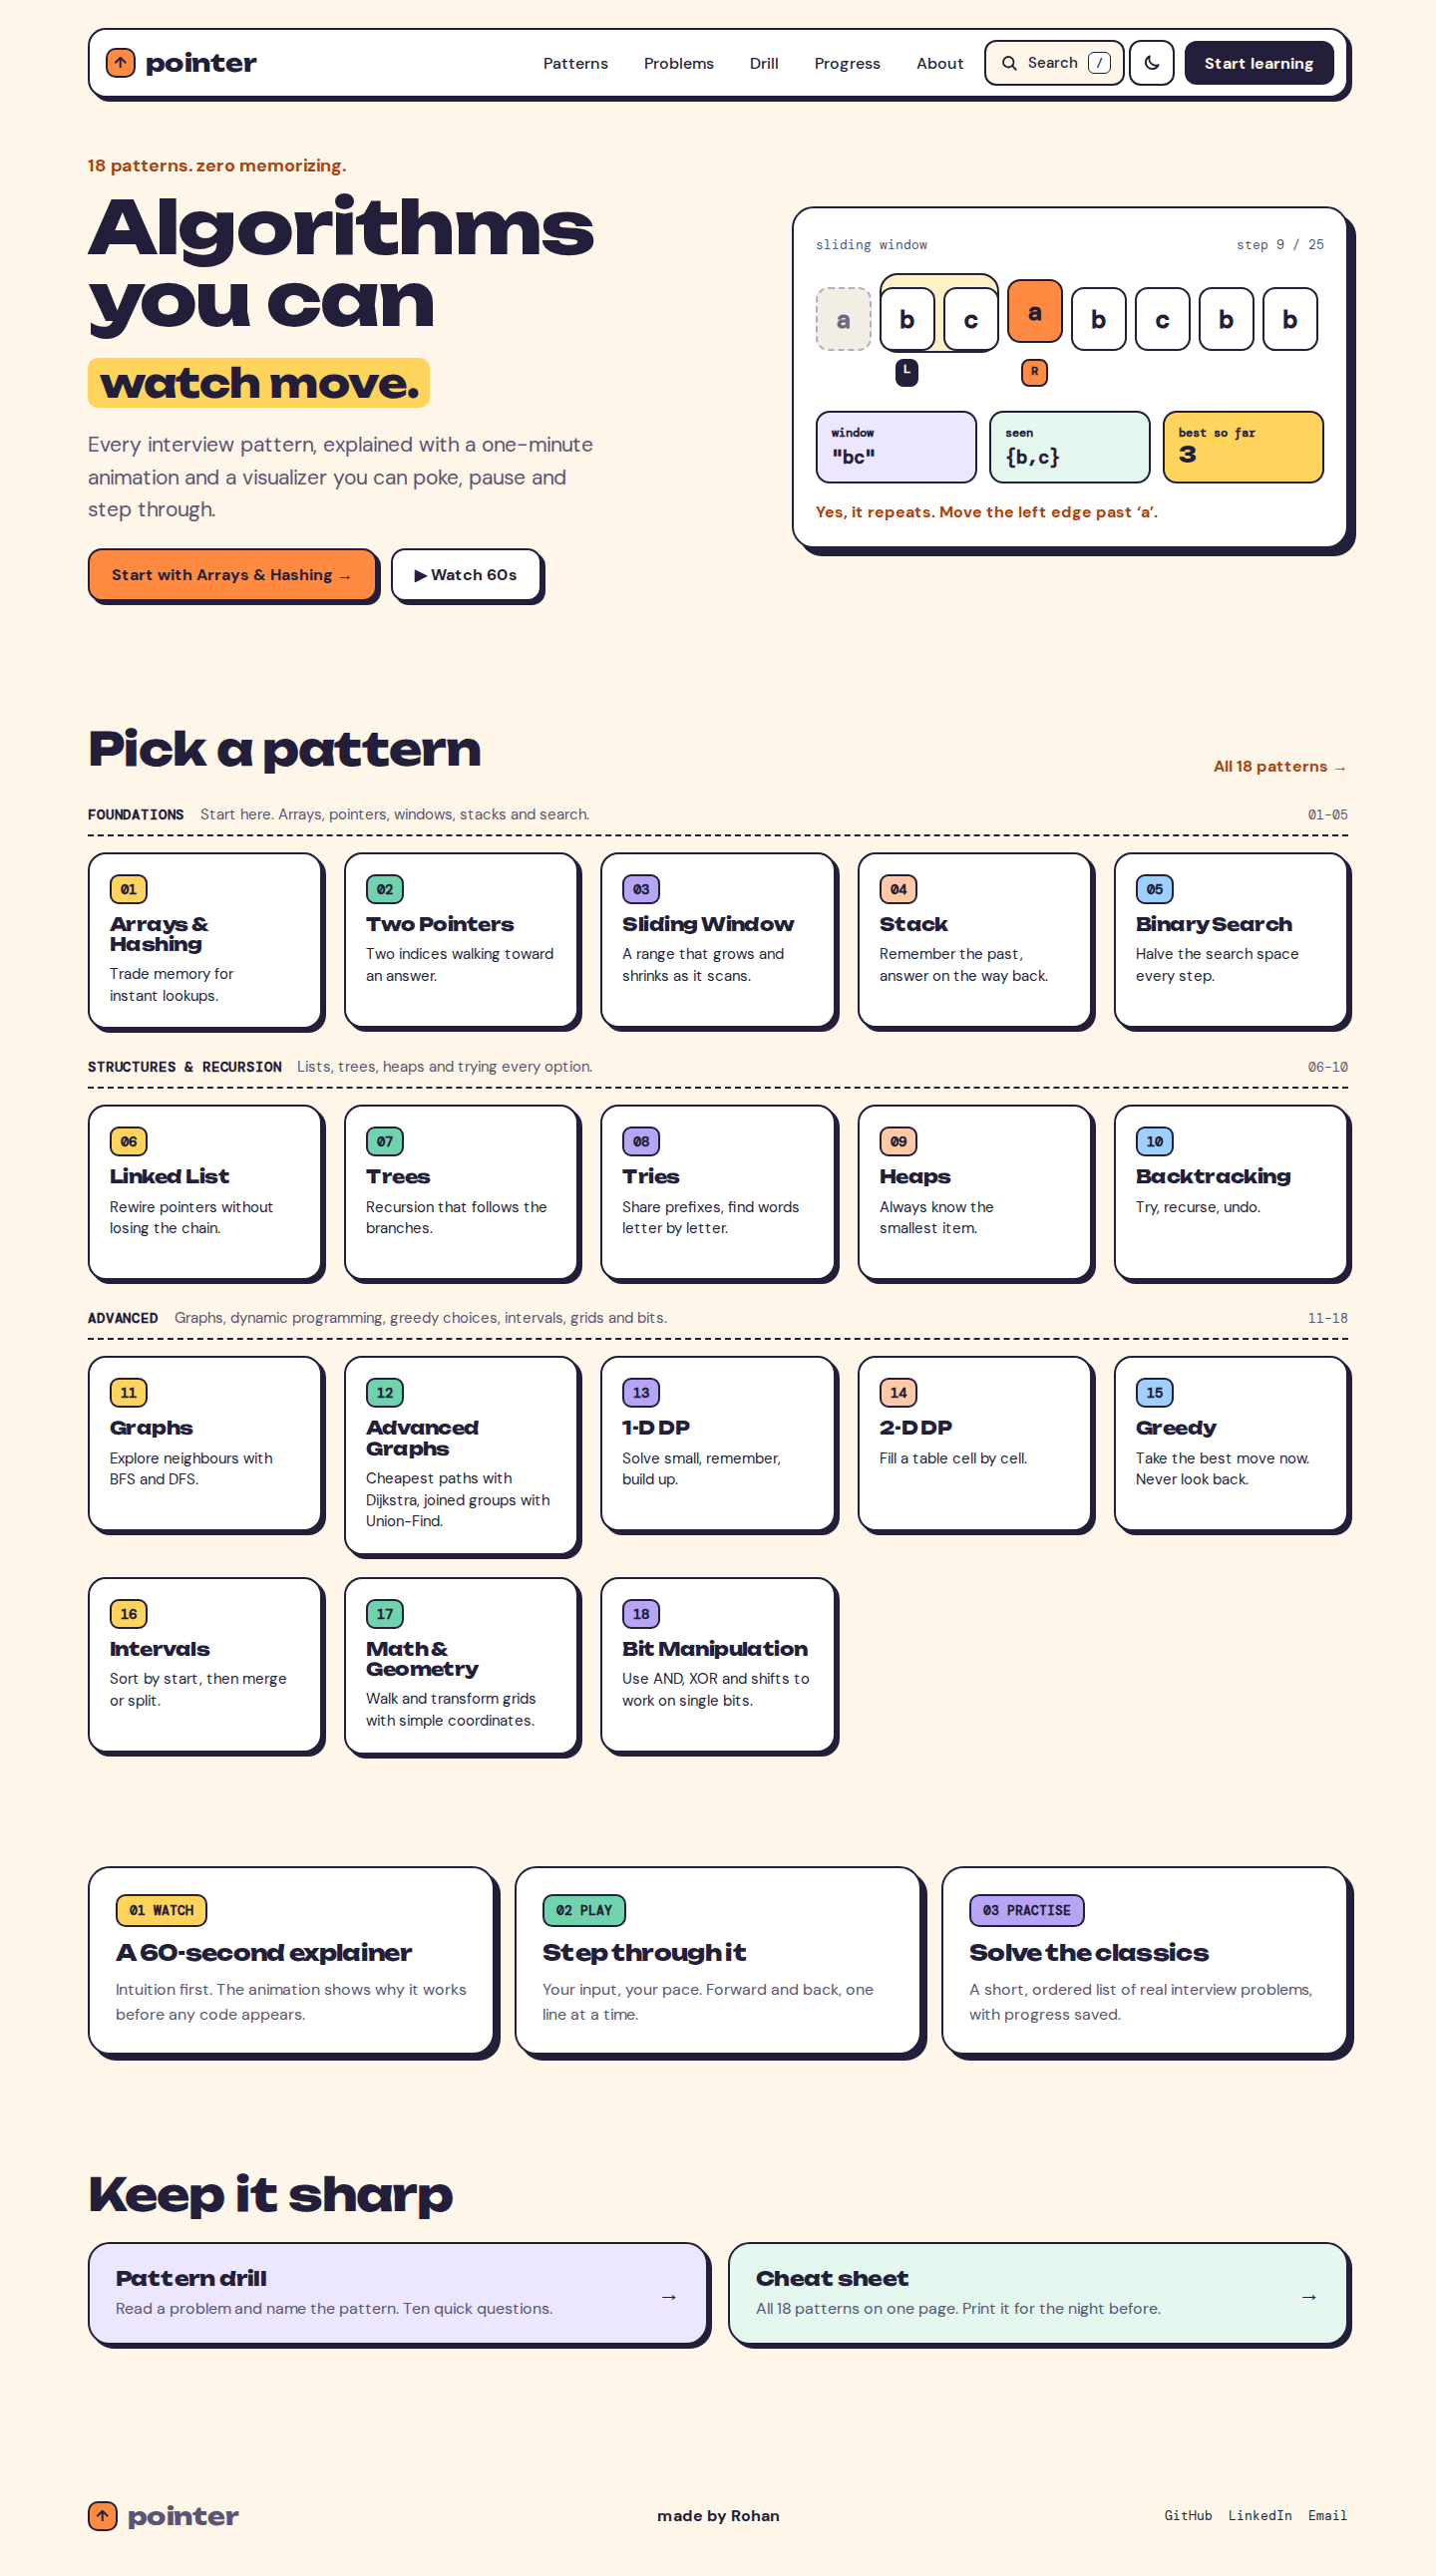 pointer
Patterns Problems Drill Progress About Search / Start learning
18 patterns. zero memorizing.
Algorithms
you can
watch move.
Every interview pattern, explained with a one-minute
animation and a visualizer you can poke, pause and
step through.
Start with Arrays & Hashing →
▶ Watch 60s
sliding window step 9 / 25
a b c a b c b b
L R
window
"bc"
seen
{b,c}
best so far
3
Yes, it repeats. Move the left edge past ‘a’.
Pick a pattern
All 18 patterns →
FOUNDATIONS Start here. Arrays, pointers, windows, stacks and search. 01–05
01
Arrays &
Hashing
Trade memory for
instant lookups.
02
Two Pointers
Two indices walking toward
an answer.
03
Sliding Window
A range that grows and
shrinks as it scans.
04
Stack
Remember the past,
answer on the way back.
05
Binary Search
Halve the search space
every step.
STRUCTURES & RECURSION Lists, trees, heaps and trying every option. 06–10
06
Linked List
Rewire pointers without
losing the chain.
07
Trees
Recursion that follows the
branches.
08
Tries
Share prefixes, find words
letter by letter.
09
Heaps
Always know the
smallest item.
10
Backtracking
Try, recurse, undo.
ADVANCED Graphs, dynamic programming, greedy choices, intervals, grids and bits. 11–18
11
Graphs
Explore neighbours with
BFS and DFS.
12
Advanced
Graphs
Cheapest paths with
Dijkstra, joined groups with
Union-Find.
13
1-D DP
Solve small, remember,
build up.
14
2-D DP
Fill a table cell by cell.
15
Greedy
Take the best move now.
Never look back.
16
Intervals
Sort by start, then merge
or split.
17
Math &
Geometry
Walk and transform grids
with simple coordinates.
18
Bit Manipulation
Use AND, XOR and shifts to
work on single bits.
01 WATCH
A 60-second explainer
Intuition first. The animation shows why it works
before any code appears.
02 PLAY
Step through it
Your input, your pace. Forward and back, one
line at a time.
03 PRACTISE
Solve the classics
A short, ordered list of real interview problems,
with progress saved.
Keep it sharp
Pattern drill
Read a problem and name the pattern. Ten quick questions.
→
Cheat sheet
All 18 patterns on one page. Print it for the night before.
→
pointer
made by Rohan
GitHub LinkedIn Email